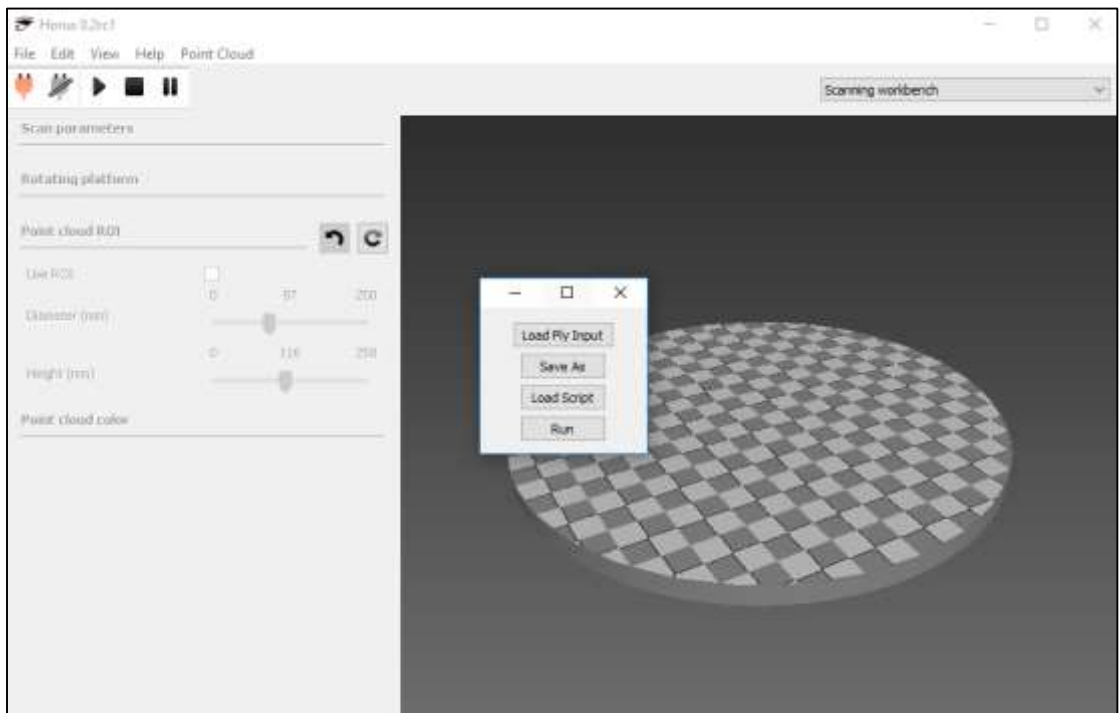 Horus 0.2rc1
File Edit View Help Point Cloud
Scanning workbench
Scan parameters
Rotating platform
Point cloud ROI
Use ROI
0 97 200
Diameter (mm)
0 116 250
Height (mm)
Point cloud color
Load Ply Input
Save As
Load Script
Run